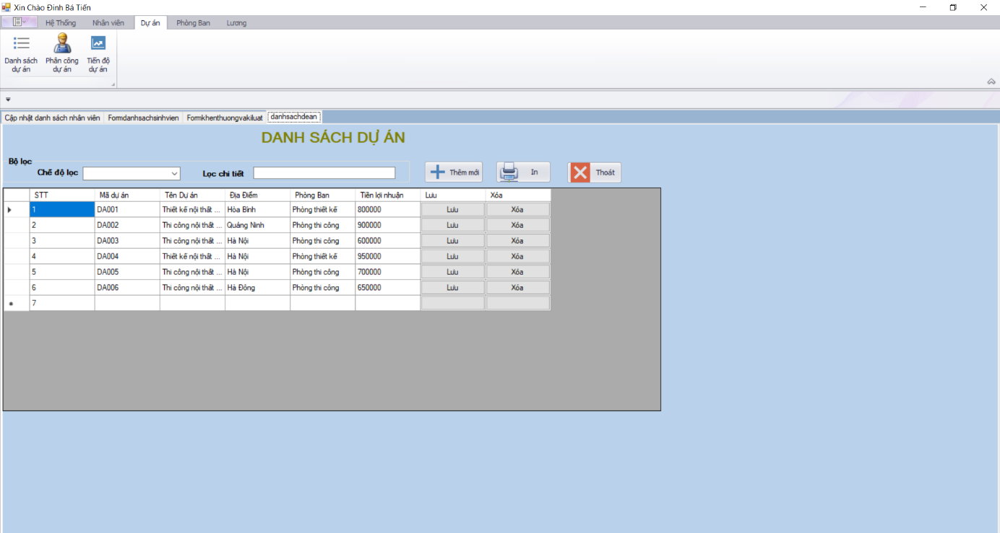 Xin Chào Đinh Bá Tiến
Hệ Thống Nhân viên Dự án Phòng Ban Lương
Danh sách dự án
Phân công dự án
Tiến độ dự án
Cập nhật danh sách nhân viên Formdanhsachsinhvien Formkhenthuongvakiluat danhsachdean
DANH SÁCH DỰ ÁN
Bộ lọc
Chế độ lọc Lọc chi tiết Thêm mới In Thoát
STT Mã dự án Tên Dự án Địa Điểm Phòng Ban Tiền lợi nhuận Lưu Xóa
1 DA001 Thiết kế nội thất ... Hòa Bình Phòng thiết kế 800000 Lưu Xóa
2 DA002 Thi công nội thất ... Quảng Ninh Phòng thi công 900000 Lưu Xóa
3 DA003 Thi công nội thất ... Hà Nội Phòng thi công 600000 Lưu Xóa
4 DA004 Thiết kế nội thất ... Hà Nội Phòng thiết kế 950000 Lưu Xóa
5 DA005 Thi công nội thất ... Hà Nội Phòng thi công 700000 Lưu Xóa
6 DA006 Thi công nội thất ... Hà Đông Phòng thi công 650000 Lưu Xóa
7